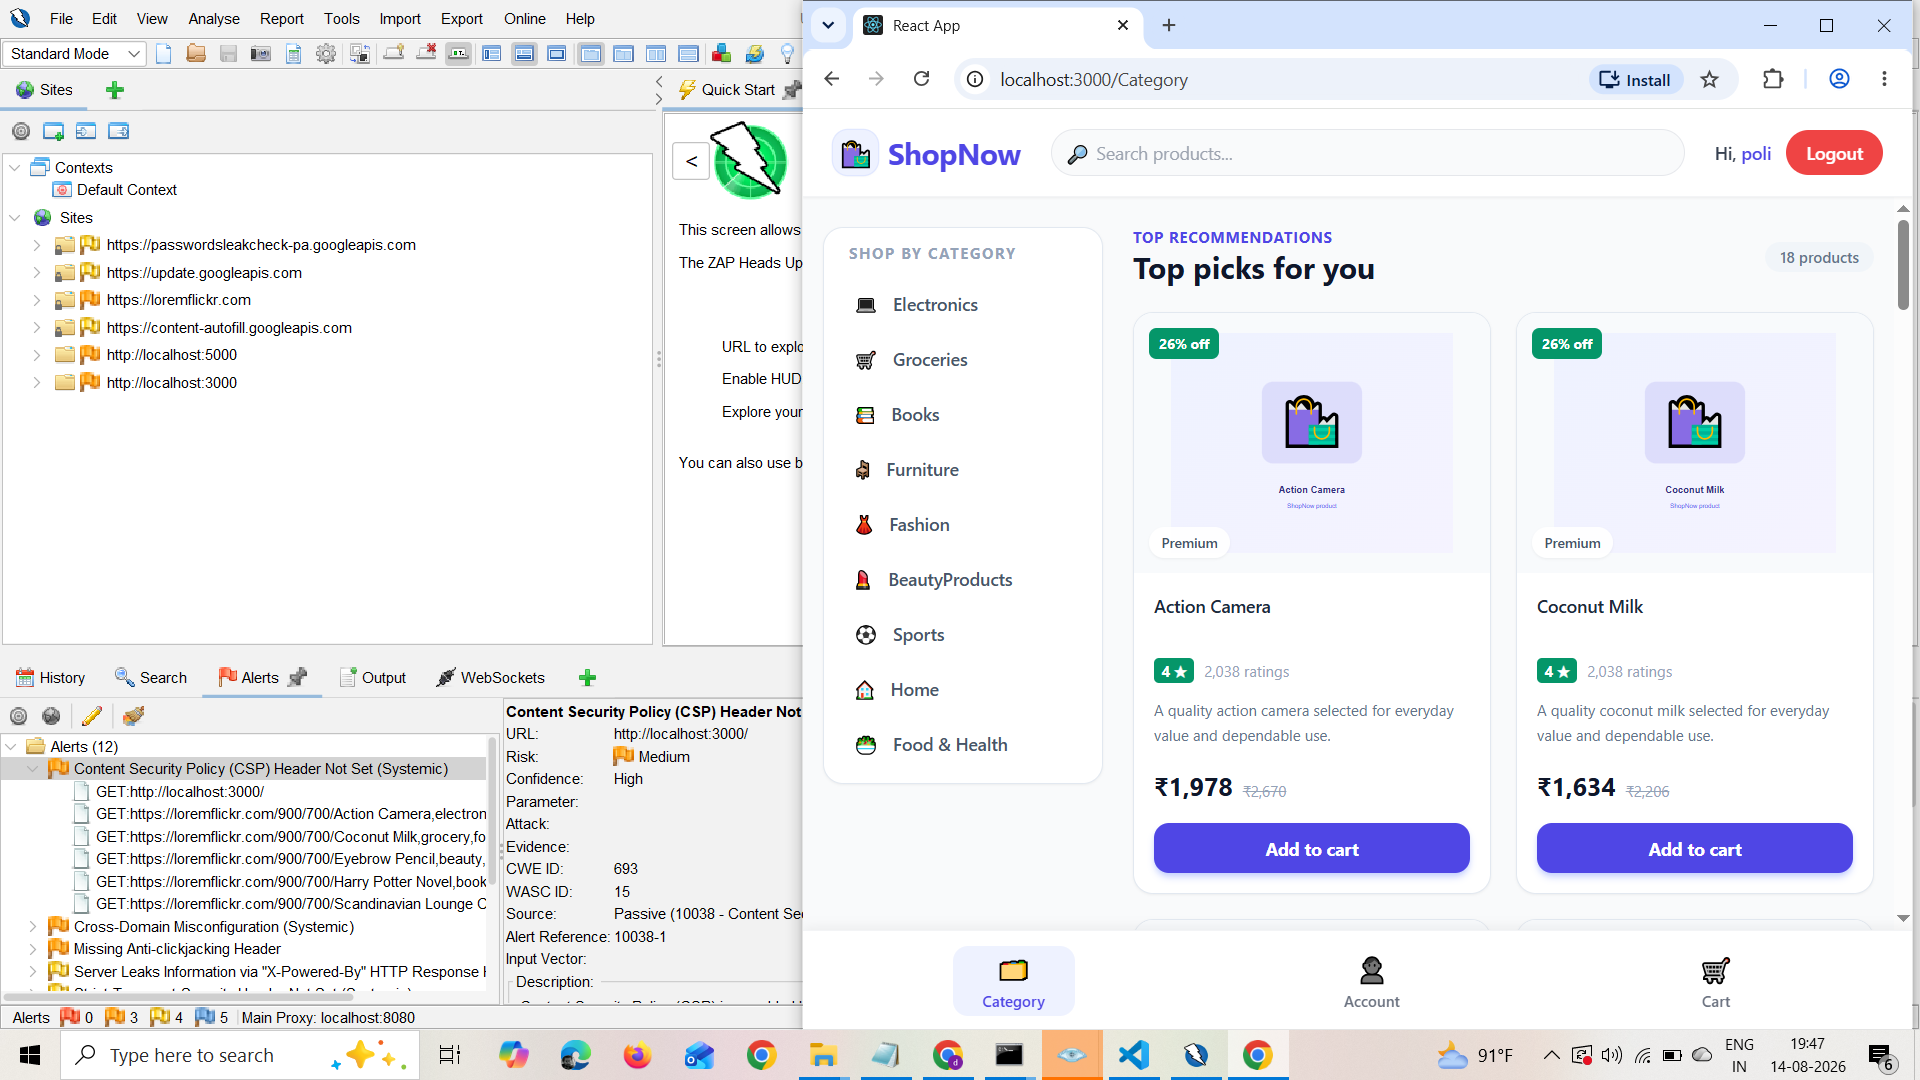 File Edit View Analyse Report Tools Import Export Online Help
Standard Mode
Sites
Quick Start
<
Contexts
Default Context
Sites
https://passwordsleakcheck-pa.googleapis.com
https://update.googleapis.com
https://loremflickr.com
https://content-autofill.googleapis.com
http://localhost:5000
http://localhost:3000
This screen allows
The ZAP Heads Up
URL to explo
Enable HUD
Explore your
You can also use b
History Search Alerts Output WebSockets
Alerts (12)
Content Security Policy (CSP) Header Not Set (Systemic)
GET:http://localhost:3000/
GET:https://loremflickr.com/900/700/Action Camera,electron
GET:https://loremflickr.com/900/700/Coconut Milk,grocery,fo
GET:https://loremflickr.com/900/700/Eyebrow Pencil,beauty,
GET:https://loremflickr.com/900/700/Harry Potter Novel,book
GET:https://loremflickr.com/900/700/Scandinavian Lounge C
Cross-Domain Misconfiguration (Systemic)
Missing Anti-clickjacking Header
Server Leaks Information via "X-Powered-By" HTTP Response
Content Security Policy (CSP) Header Not
URL: http://localhost:3000/
Risk: Medium
Confidence: High
Parameter:
Attack:
Evidence:
CWE ID: 693
WASC ID: 15
Source: Passive (10038 - Content Sec
Alert Reference: 10038-1
Input Vector:
Description:
Alerts 0 3 4 5 Main Proxy: localhost:8080
React App
localhost:3000/Category
Install
ShopNow
Search products...
Hi, poli
Logout
SHOP BY CATEGORY
Electronics
Groceries
Books
Furniture
Fashion
BeautyProducts
Sports
Home
Food & Health
TOP RECOMMENDATIONS
Top picks for you
18 products
26% off
Action Camera
ShopNow product
Premium
Action Camera
4★ 2,038 ratings
A quality action camera selected for everyday
value and dependable use.
₹1,978 ₹2,670
Add to cart
26% off
Coconut Milk
ShopNow product
Premium
Coconut Milk
4★ 2,038 ratings
A quality coconut milk selected for everyday
value and dependable use.
₹1,634 ₹2,206
Add to cart
Category
Account
Cart
Type here to search
91°F
ENG
IN
19:47
14-08-2026
6